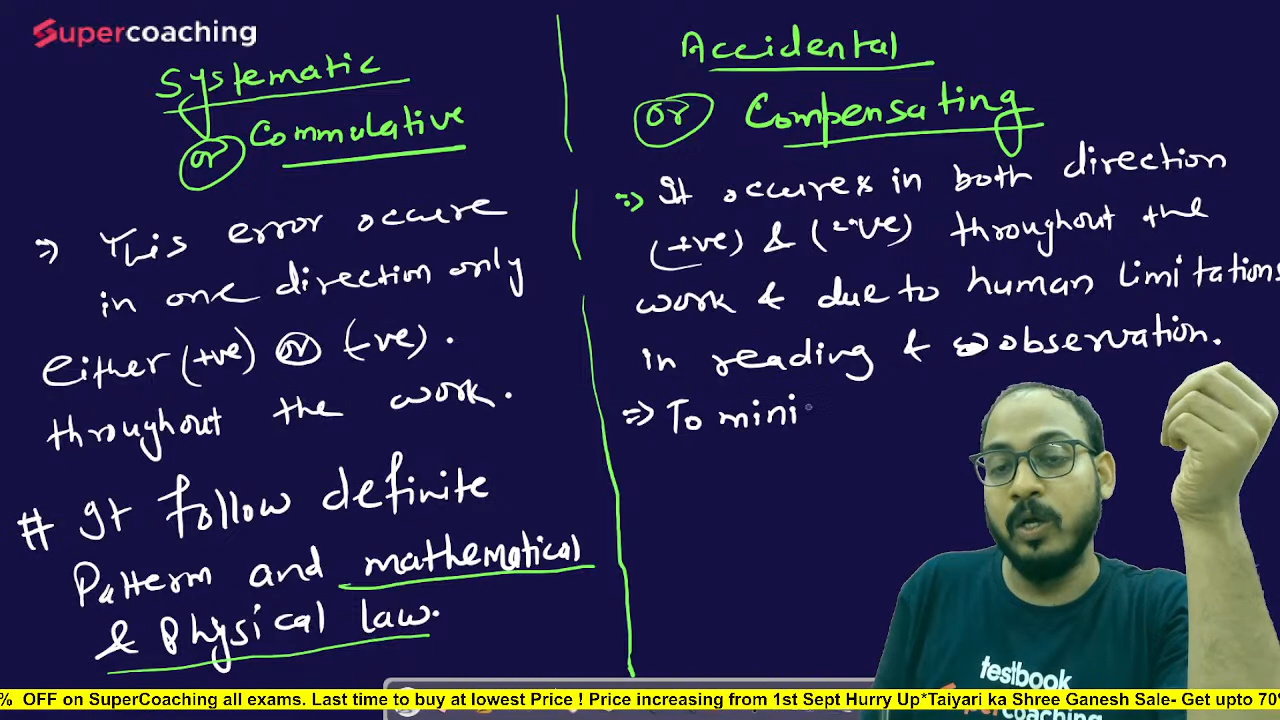 Supercoaching
Systematic
or Commulative
⇒ This error occure
in one direction only
either (+ve) or (-ve).
throughout the work.
# It follow definite
Patterm and mathematical
& Physical law.
Accidental
or Compensating
⇒ It occures in both direction
(+ve) & (-ve) throughout the
work & due to human limitations
in reading & observation.
⇒ To mini
testbook
Supercoaching
% OFF on SuperCoaching all exams. Last time to buy at lowest Price ! Price increasing from 1st Sept Hurry Up*Taiyari ka Shree Ganesh Sale- Get upto 70%